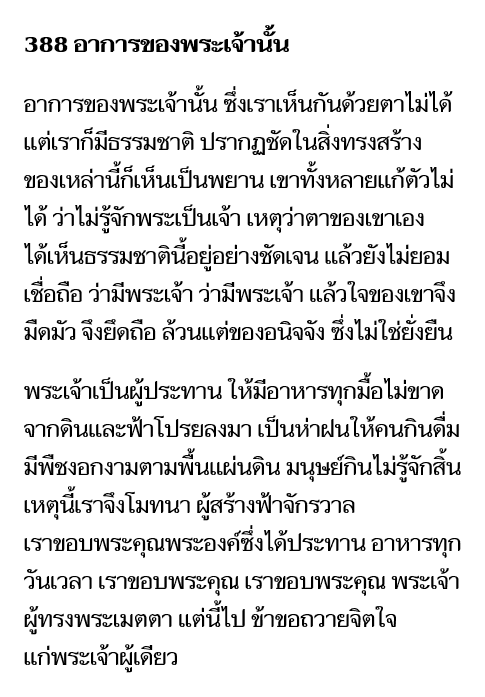 388 อาการของพระเจ้านั้น
อาการของพระเจ้านั้น ซึ่งเราเห็นกันด้วยตาไม่ได้
แต่เราก็มีธรรมชาติ ปรากฏชัดในสิ่งทรงสร้าง
ของเหล่านี้ก็เห็นเป็นพยาน เขาทั้งหลายแก้ตัวไม่
ได้ ว่าไม่รู้จักพระเป็นเจ้า เหตุว่าตาของเขาเอง
ได้เห็นธรรมชาตินี้อยู่อย่างชัดเจน แล้วยังไม่ยอม
เชื่อถือ ว่ามีพระเจ้า ว่ามีพระเจ้า แล้วใจของเขาจึง
มืดมัว จึงยึดถือ ล้วนแต่ของอนิจจัง ซึ่งไม่ใช่ยั่งยืน
พระเจ้าเป็นผู้ประทาน ให้มีอาหารทุกมื้อไม่ขาด
จากดินและฟ้าโปรยลงมา เป็นห่าฝนให้คนกินดื่ม
มีพืชงอกงามตามพื้นแผ่นดิน มนุษย์กินไม่รู้จักสิ้น
เหตุนี้เราจึงโมทนา ผู้สร้างฟ้าจักรวาล
เราขอบพระคุณพระองค์ซึ่งได้ประทาน อาหารทุก
วันเวลา เราขอบพระคุณ เราขอบพระคุณ พระเจ้า
ผู้ทรงพระเมตตา แต่นี้ไป ข้าขอถวายจิตใจ
แก่พระเจ้าผู้เดียว